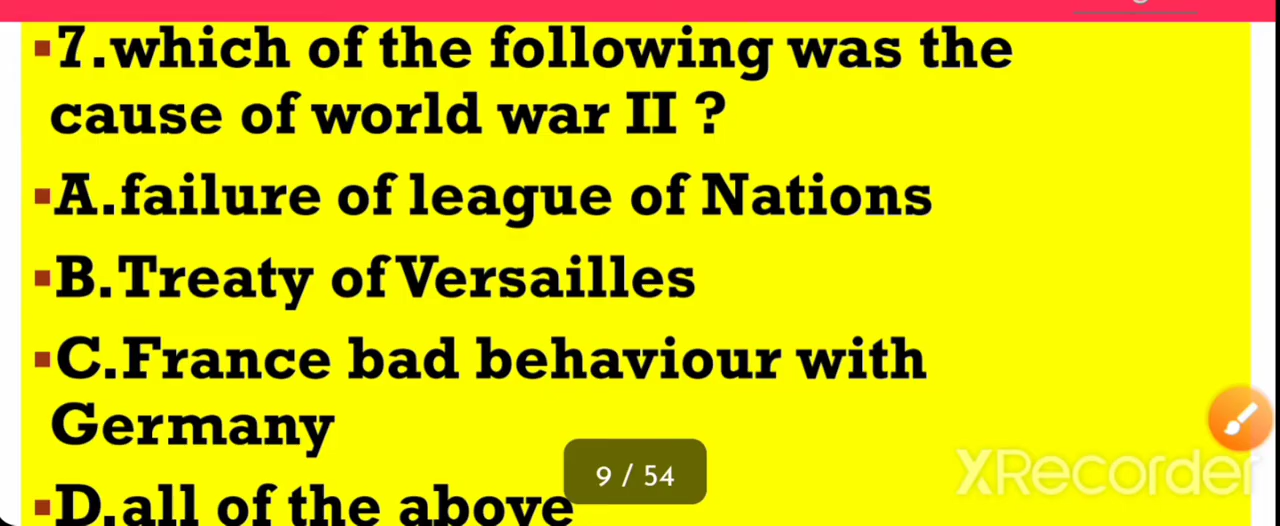 ▪7.which of the following was the
cause of world war II ?
▪A.failure of league of Nations
▪B.Treaty of Versailles
▪C.France bad behaviour with
Germany
▪D.all of the above
9 / 54
XRecorder